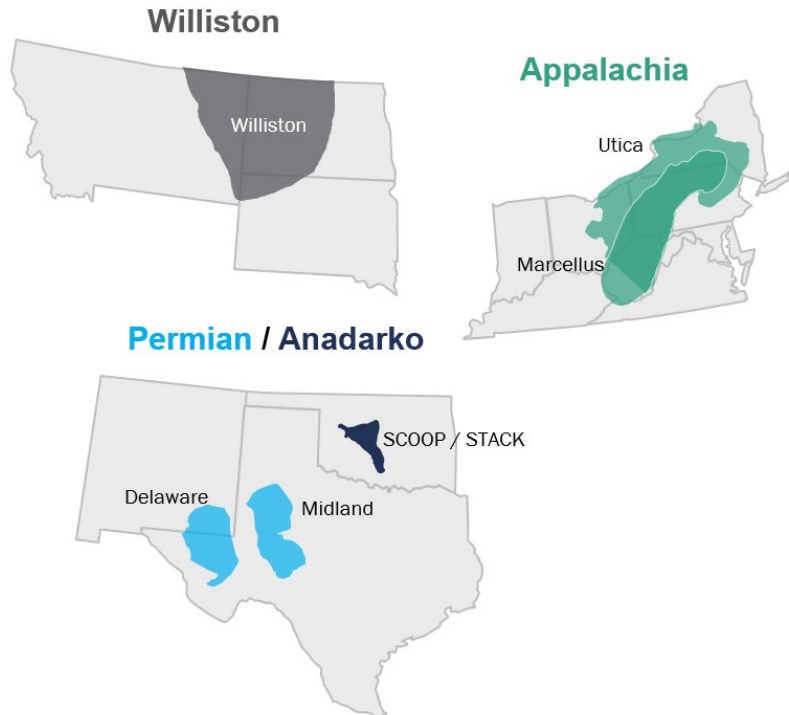 Williston
Williston
Appalachia
Utica
Marcellus
Permian / Anadarko
SCOOP / STACK
Delaware
Midland